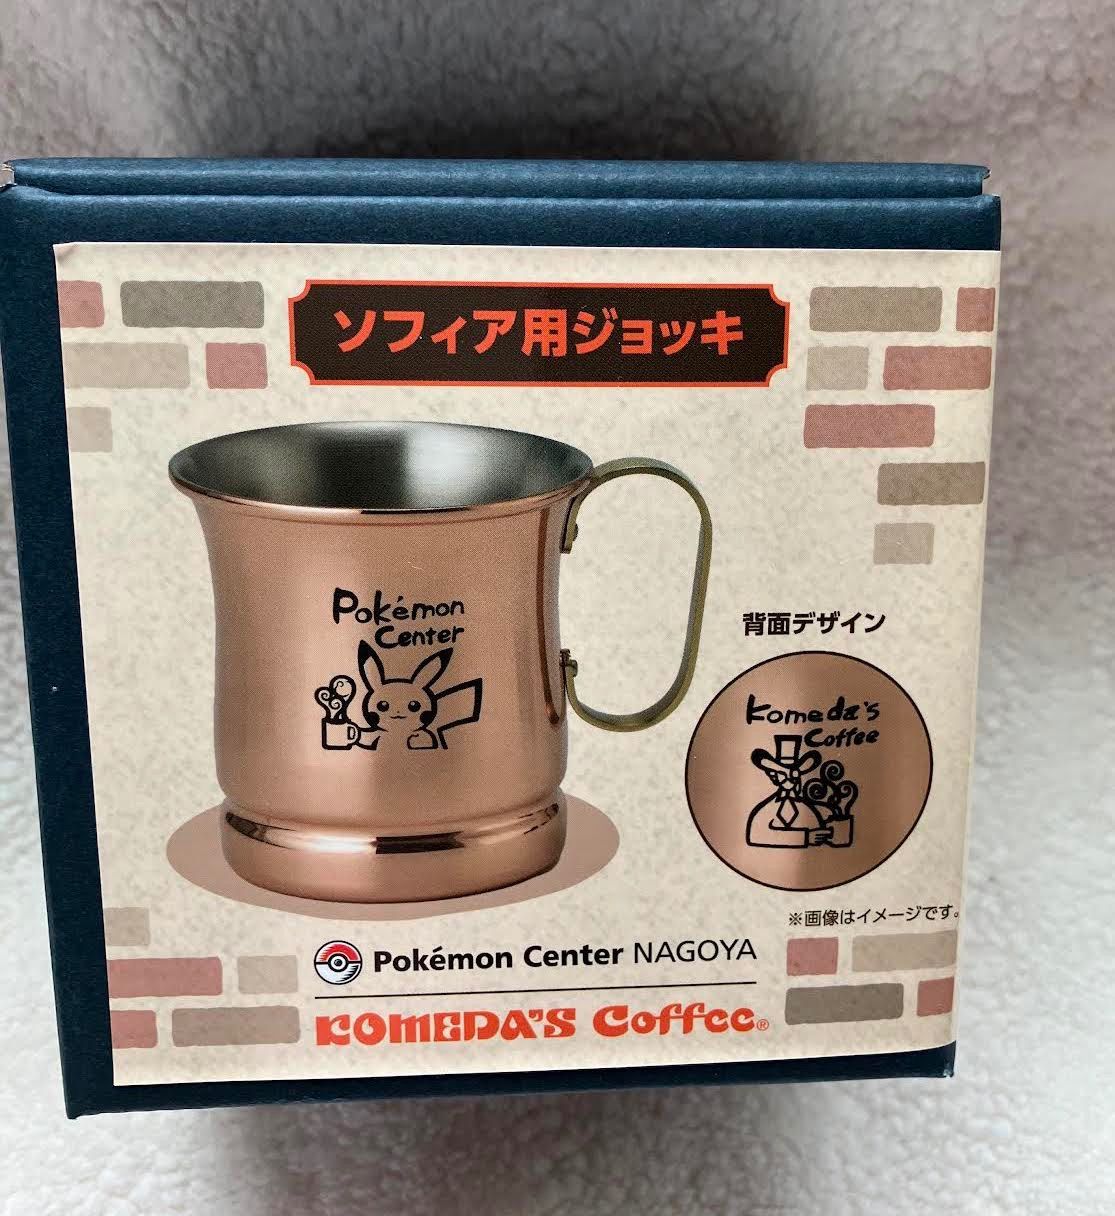 ソフィア用ジョッキ
Pokémon
Center
背面デザイン
Komeda's
Coffee
※画像はイメージです。
Pokémon Center NAGOYA
KOMEDA'S Coffee®